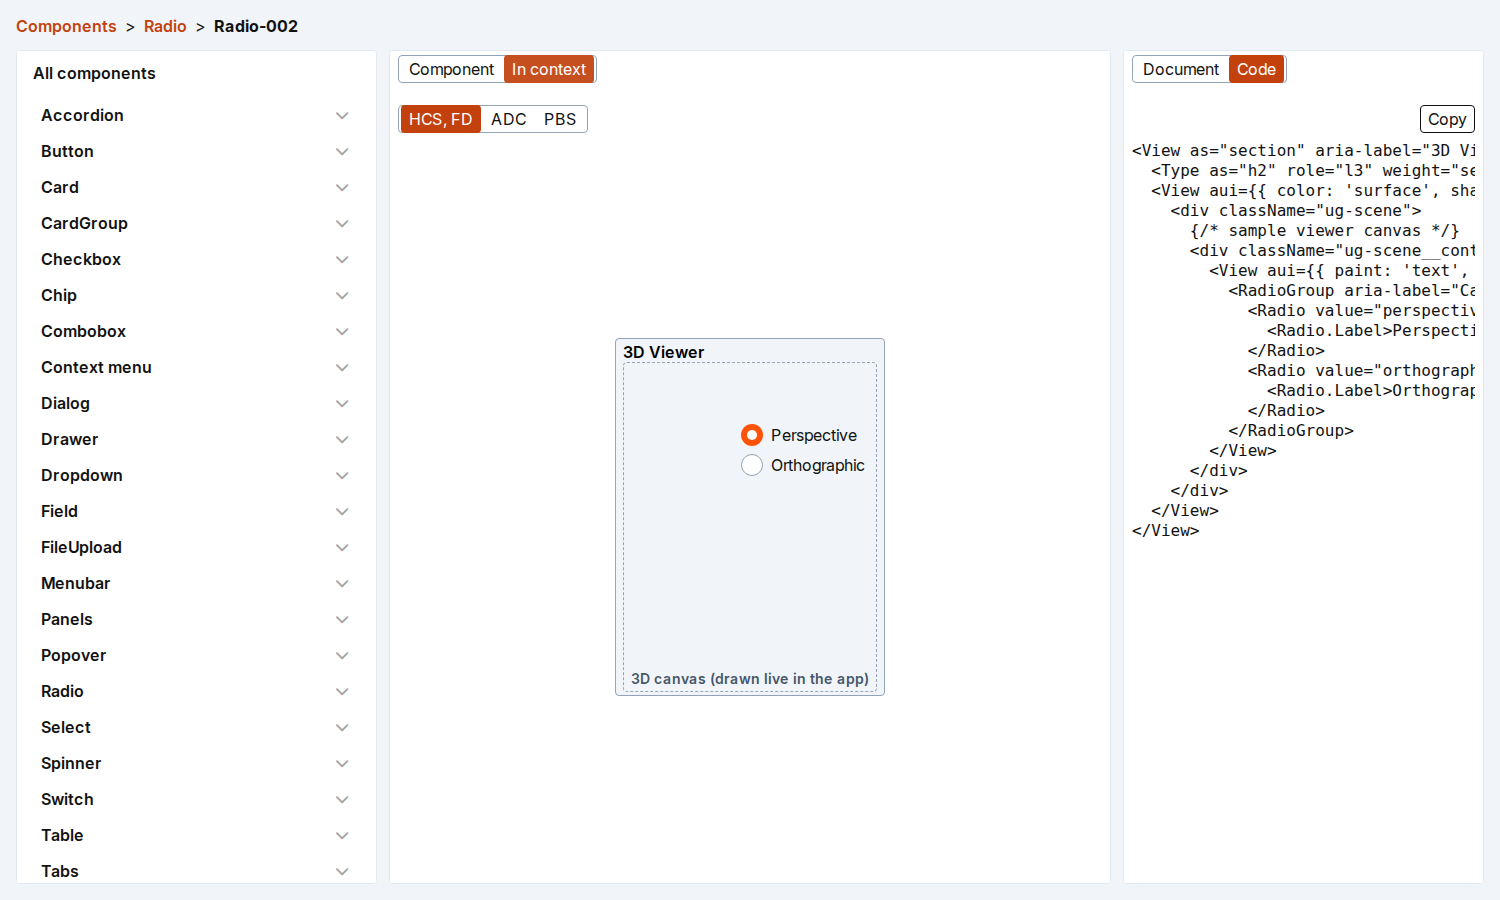 Components > Radio > Radio-002
All components
Accordion
Button
Card
CardGroup
Checkbox
Chip
Combobox
Context menu
Dialog
Drawer
Dropdown
Field
FileUpload
Menubar
Panels
Popover
Radio
Select
Spinner
Switch
Table
Tabs
Component In context
HCS, FD ADC PBS
3D Viewer
Perspective
Orthographic
3D canvas (drawn live in the app)
Document Code
Copy
<View as="section" aria-label="3D Vi
<Type as="h2" role="l3" weight="se
<View aui={{ color: 'surface', sha
<div className="ug-scene">
{/* sample viewer canvas */}
<div className="ug-scene__cont
<View aui={{ paint: 'text',
<RadioGroup aria-label="Ca
<Radio value="perspectiv
<Radio.Label>Perspecti
</Radio>
<Radio value="orthograph
<Radio.Label>Orthograp
</Radio>
</RadioGroup>
</View>
</div>
</div>
</View>
</View>